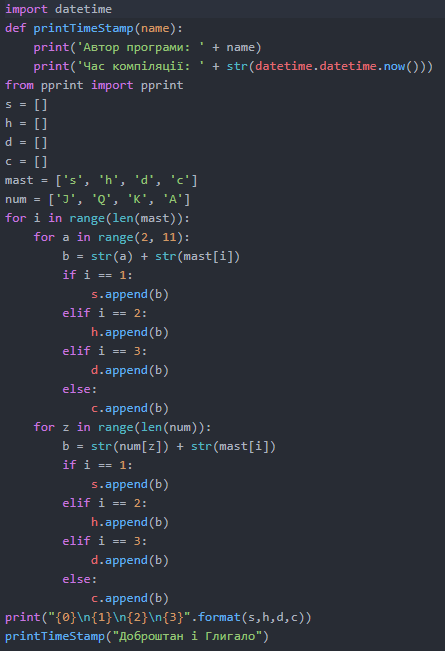 import datetime
def printTimeStamp(name):
    print('Автор програми: ' + name)
    print('Час компіляції: ' + str(datetime.datetime.now()))
from pprint import pprint
s = []
h = []
d = []
c = []
mast = ['s', 'h', 'd', 'c']
num = ['J', 'Q', 'K', 'A']
for i in range(len(mast)):
    for a in range(2, 11):
        b = str(a) + str(mast[i])
        if i == 1:
            s.append(b)
        elif i == 2:
            h.append(b)
        elif i == 3:
            d.append(b)
        else:
            c.append(b)
    for z in range(len(num)):
        b = str(num[z]) + str(mast[i])
        if i == 1:
            s.append(b)
        elif i == 2:
            h.append(b)
        elif i == 3:
            d.append(b)
        else:
            c.append(b)
print("{0}\n{1}\n{2}\n{3}".format(s,h,d,c))
printTimeStamp("Доброштан і Глигало")